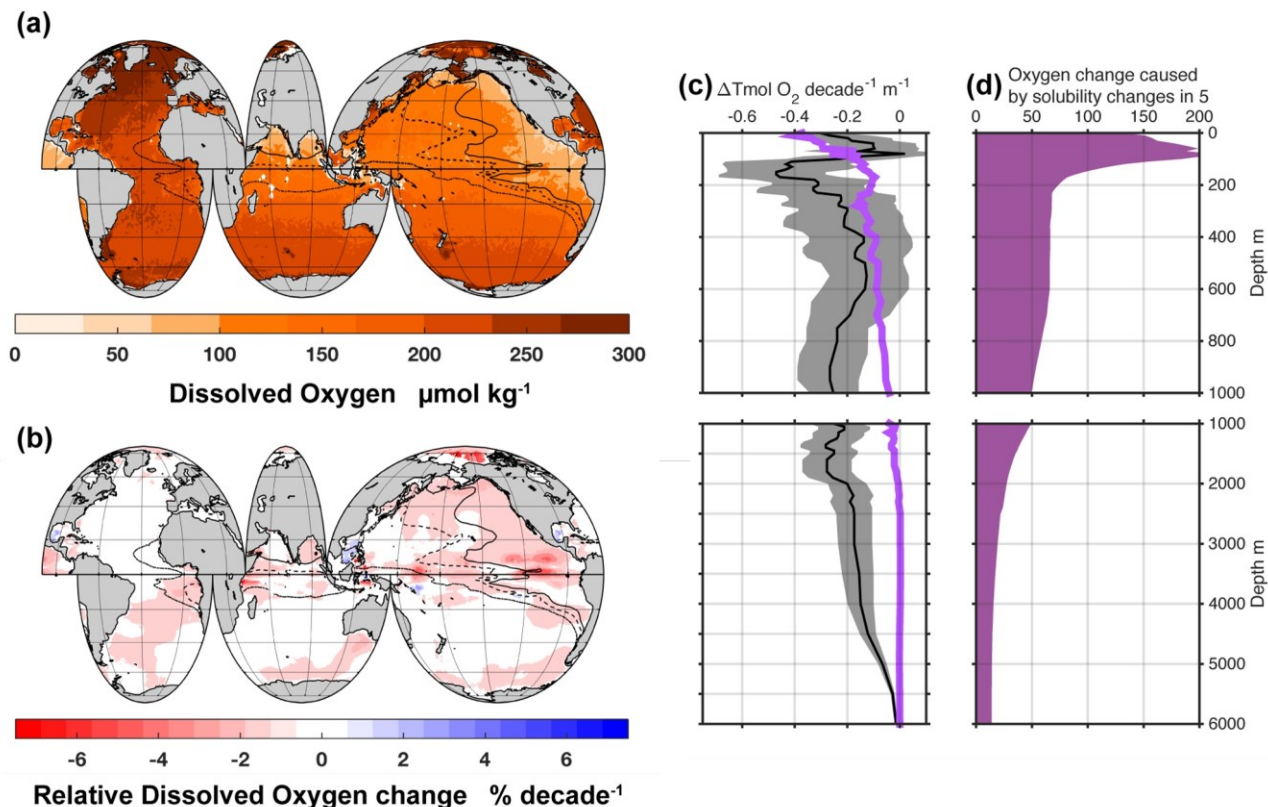 (a)
0 50 100 150 200 250 300
Dissolved Oxygen µmol kg⁻¹
(b)
-6 -4 -2 0 2 4 6
Relative Dissolved Oxygen change % decade⁻¹
(c) ΔTmol O₂ decade⁻¹ m⁻¹
-0.6 -0.4 -0.2 0
(d) Oxygen change caused
by solubility changes in 5
0 50 100 150 200
0
200
400
600
800
1000
Depth m
1000
2000
3000
4000
5000
6000
Depth m